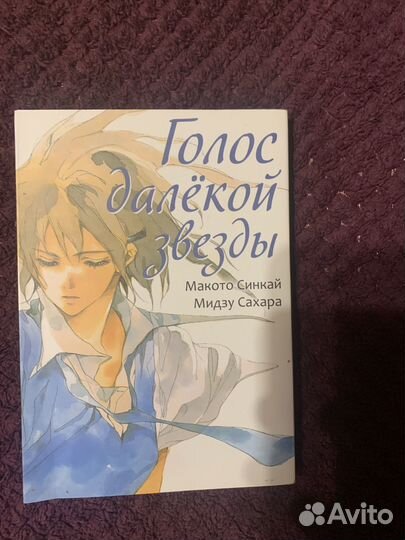 Голос
далёкой
звезды
Макото Синкай
Мидзу Сахара
Avito